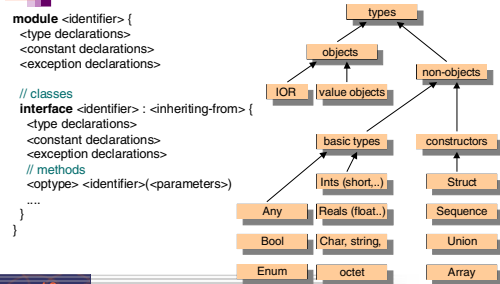 module <identifier> {
<type declarations>
<constant declarations>
<exception declarations>
// classes
interface <identifier> : <inheriting-from> {
<type declarations>
<constant declarations>
<exception declarations>
// methods
<optype> <identifier>(<parameters>)
....
}
}
types
objects
non-objects
IOR
value objects
basic types
constructors
Ints (short,..)
Struct
Any
Reals (float..)
Sequence
Bool
Char, string,
Union
Enum
octet
Array